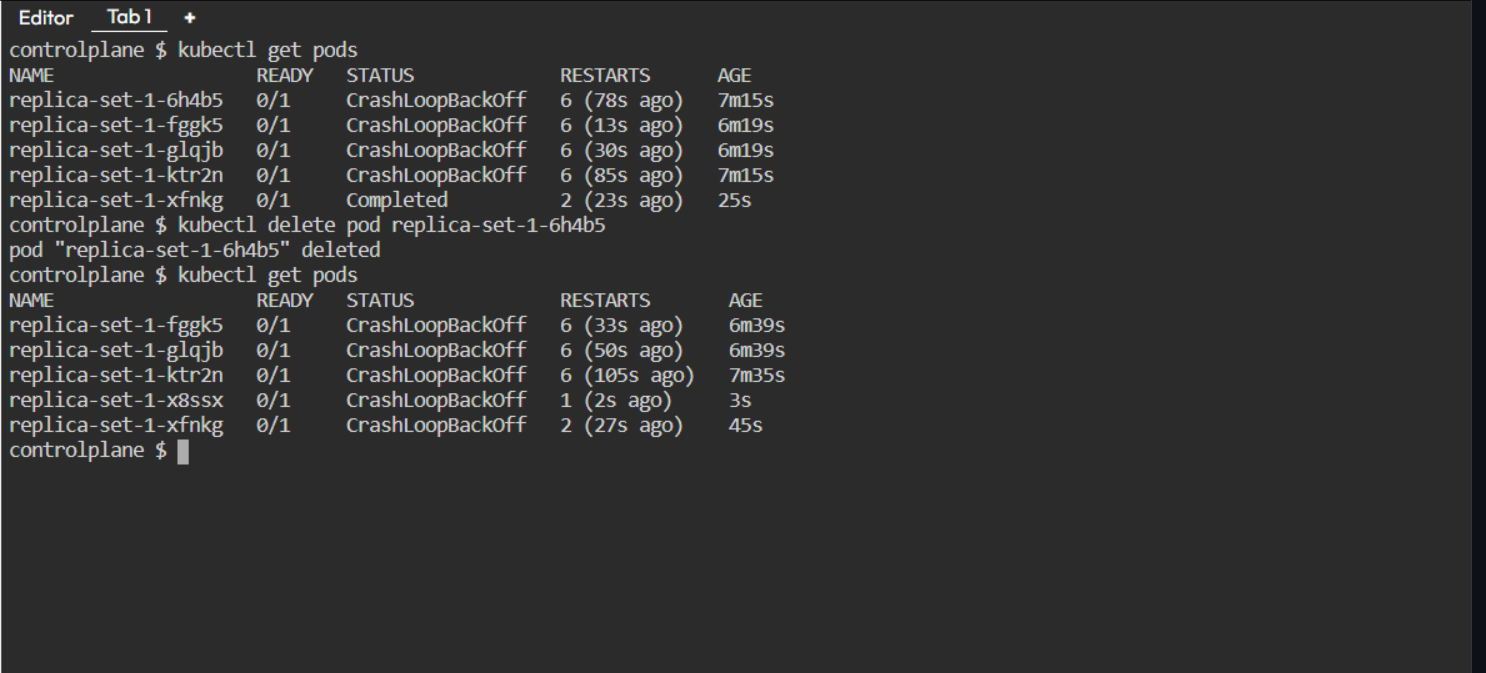 Editor Tab 1 +
controlplane $ kubectl get pods
NAME READY STATUS RESTARTS AGE
replica-set-1-6h4b5 0/1 CrashLoopBackOff 6 (78s ago) 7m15s
replica-set-1-fggk5 0/1 CrashLoopBackOff 6 (13s ago) 6m19s
replica-set-1-glqjb 0/1 CrashLoopBackOff 6 (30s ago) 6m19s
replica-set-1-ktr2n 0/1 CrashLoopBackOff 6 (85s ago) 7m15s
replica-set-1-xfnkg 0/1 Completed 2 (23s ago) 25s
controlplane $ kubectl delete pod replica-set-1-6h4b5
pod "replica-set-1-6h4b5" deleted
controlplane $ kubectl get pods
NAME READY STATUS RESTARTS AGE
replica-set-1-fggk5 0/1 CrashLoopBackOff 6 (33s ago) 6m39s
replica-set-1-glqjb 0/1 CrashLoopBackOff 6 (50s ago) 6m39s
replica-set-1-ktr2n 0/1 CrashLoopBackOff 6 (105s ago) 7m35s
replica-set-1-x8ssx 0/1 CrashLoopBackOff 1 (2s ago) 3s
replica-set-1-xfnkg 0/1 CrashLoopBackOff 2 (27s ago) 45s
controlplane $